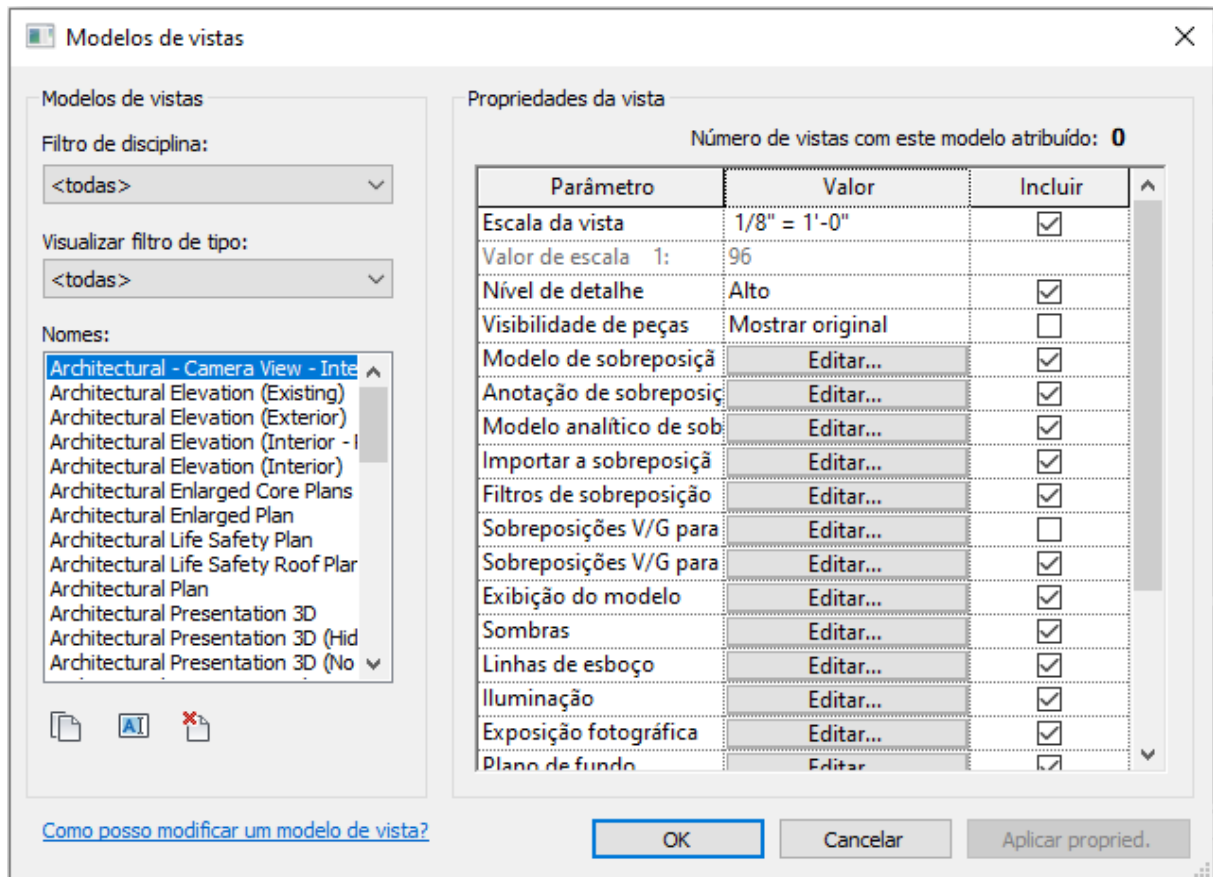 Modelos de vistas
Modelos de vistas
Filtro de disciplina:
<todas>
Visualizar filtro de tipo:
<todas>
Nomes:
Architectural - Camera View - Inte
Architectural Elevation (Existing)
Architectural Elevation (Exterior)
Architectural Elevation (Interior -
Architectural Elevation (Interior)
Architectural Enlarged Core Plans
Architectural Enlarged Plan
Architectural Life Safety Plan
Architectural Life Safety Roof Plar
Architectural Plan
Architectural Presentation 3D
Architectural Presentation 3D (Hid
Architectural Presentation 3D (No
Como posso modificar um modelo de vista?
Propriedades da vista
Número de vistas com este modelo atribuído: 0
Parâmetro Valor Incluir
Escala da vista 1/8" = 1'-0"
Valor de escala 1: 96
Nível de detalhe Alto
Visibilidade de peças Mostrar original
Modelo de sobreposiçã Editar...
Anotação de sobreposiç Editar...
Modelo analítico de sob Editar...
Importar a sobreposiçã Editar...
Filtros de sobreposição Editar...
Sobreposições V/G para Editar...
Sobreposições V/G para Editar...
Exibição do modelo Editar...
Sombras Editar...
Linhas de esboço Editar...
Iluminação Editar...
Exposição fotográfica Editar...
Plano de fundo Editar...
OK Cancelar Aplicar propried.